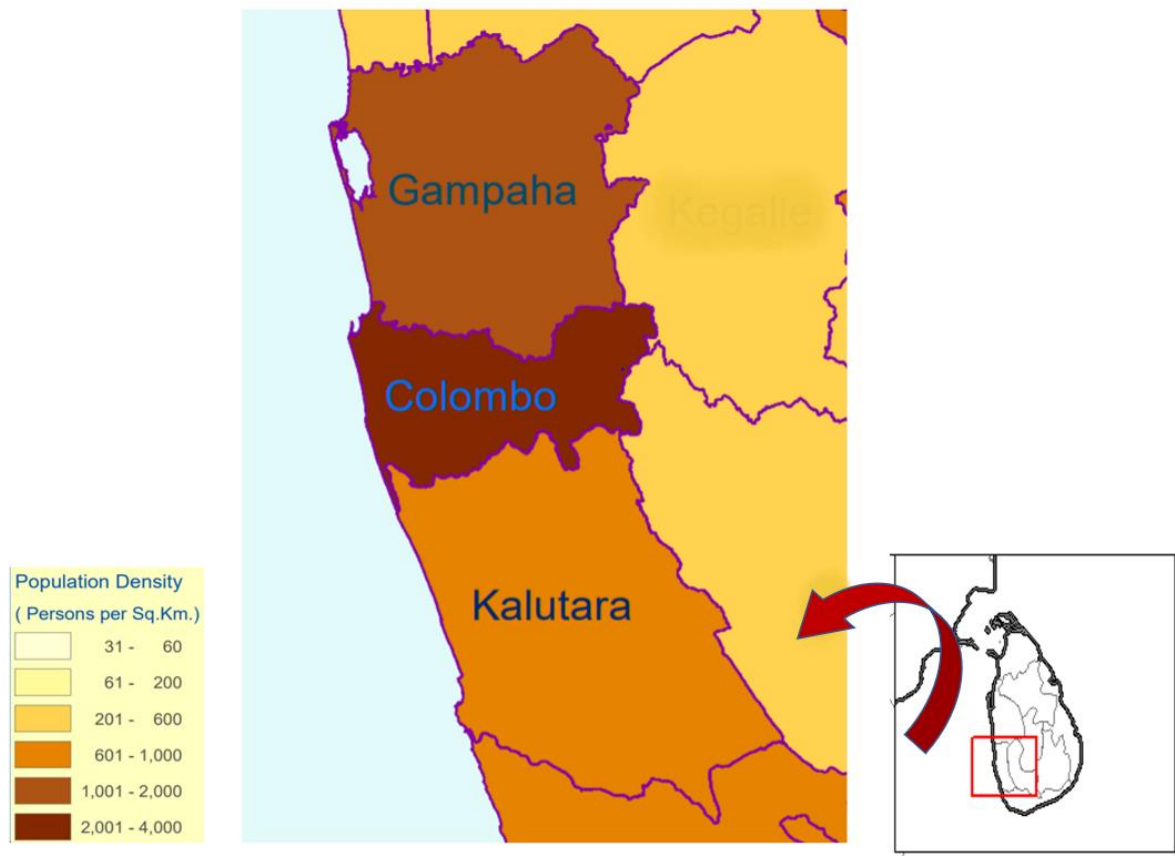 Gampaha
Kegalle
Colombo
Kalutara
Population Density
( Persons per Sq.Km.)
31 - 60
61 - 200
201 - 600
601 - 1,000
1,001 - 2,000
2,001 - 4,000